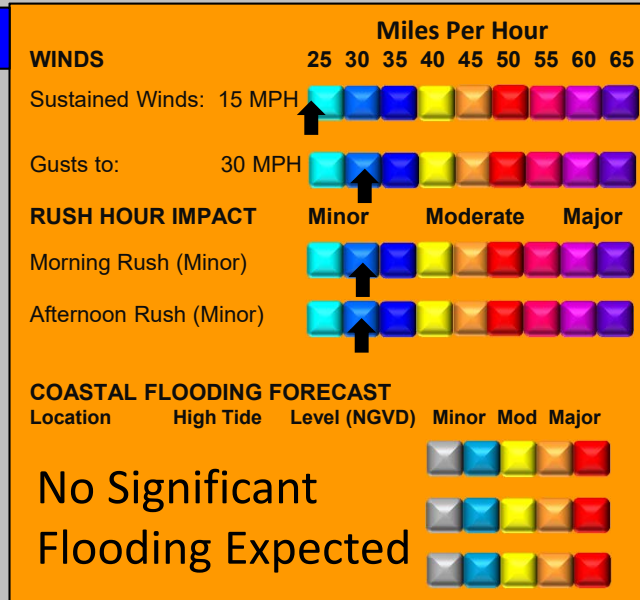 Miles Per Hour
WINDS 25 30 35 40 45 50 55 60 65
Sustained Winds: 15 MPH
Gusts to: 30 MPH
RUSH HOUR IMPACT Minor Moderate Major
Morning Rush (Minor)
Afternoon Rush (Minor)
COASTAL FLOODING FORECAST
Location High Tide Level (NGVD) Minor Mod Major
No Significant
Flooding Expected